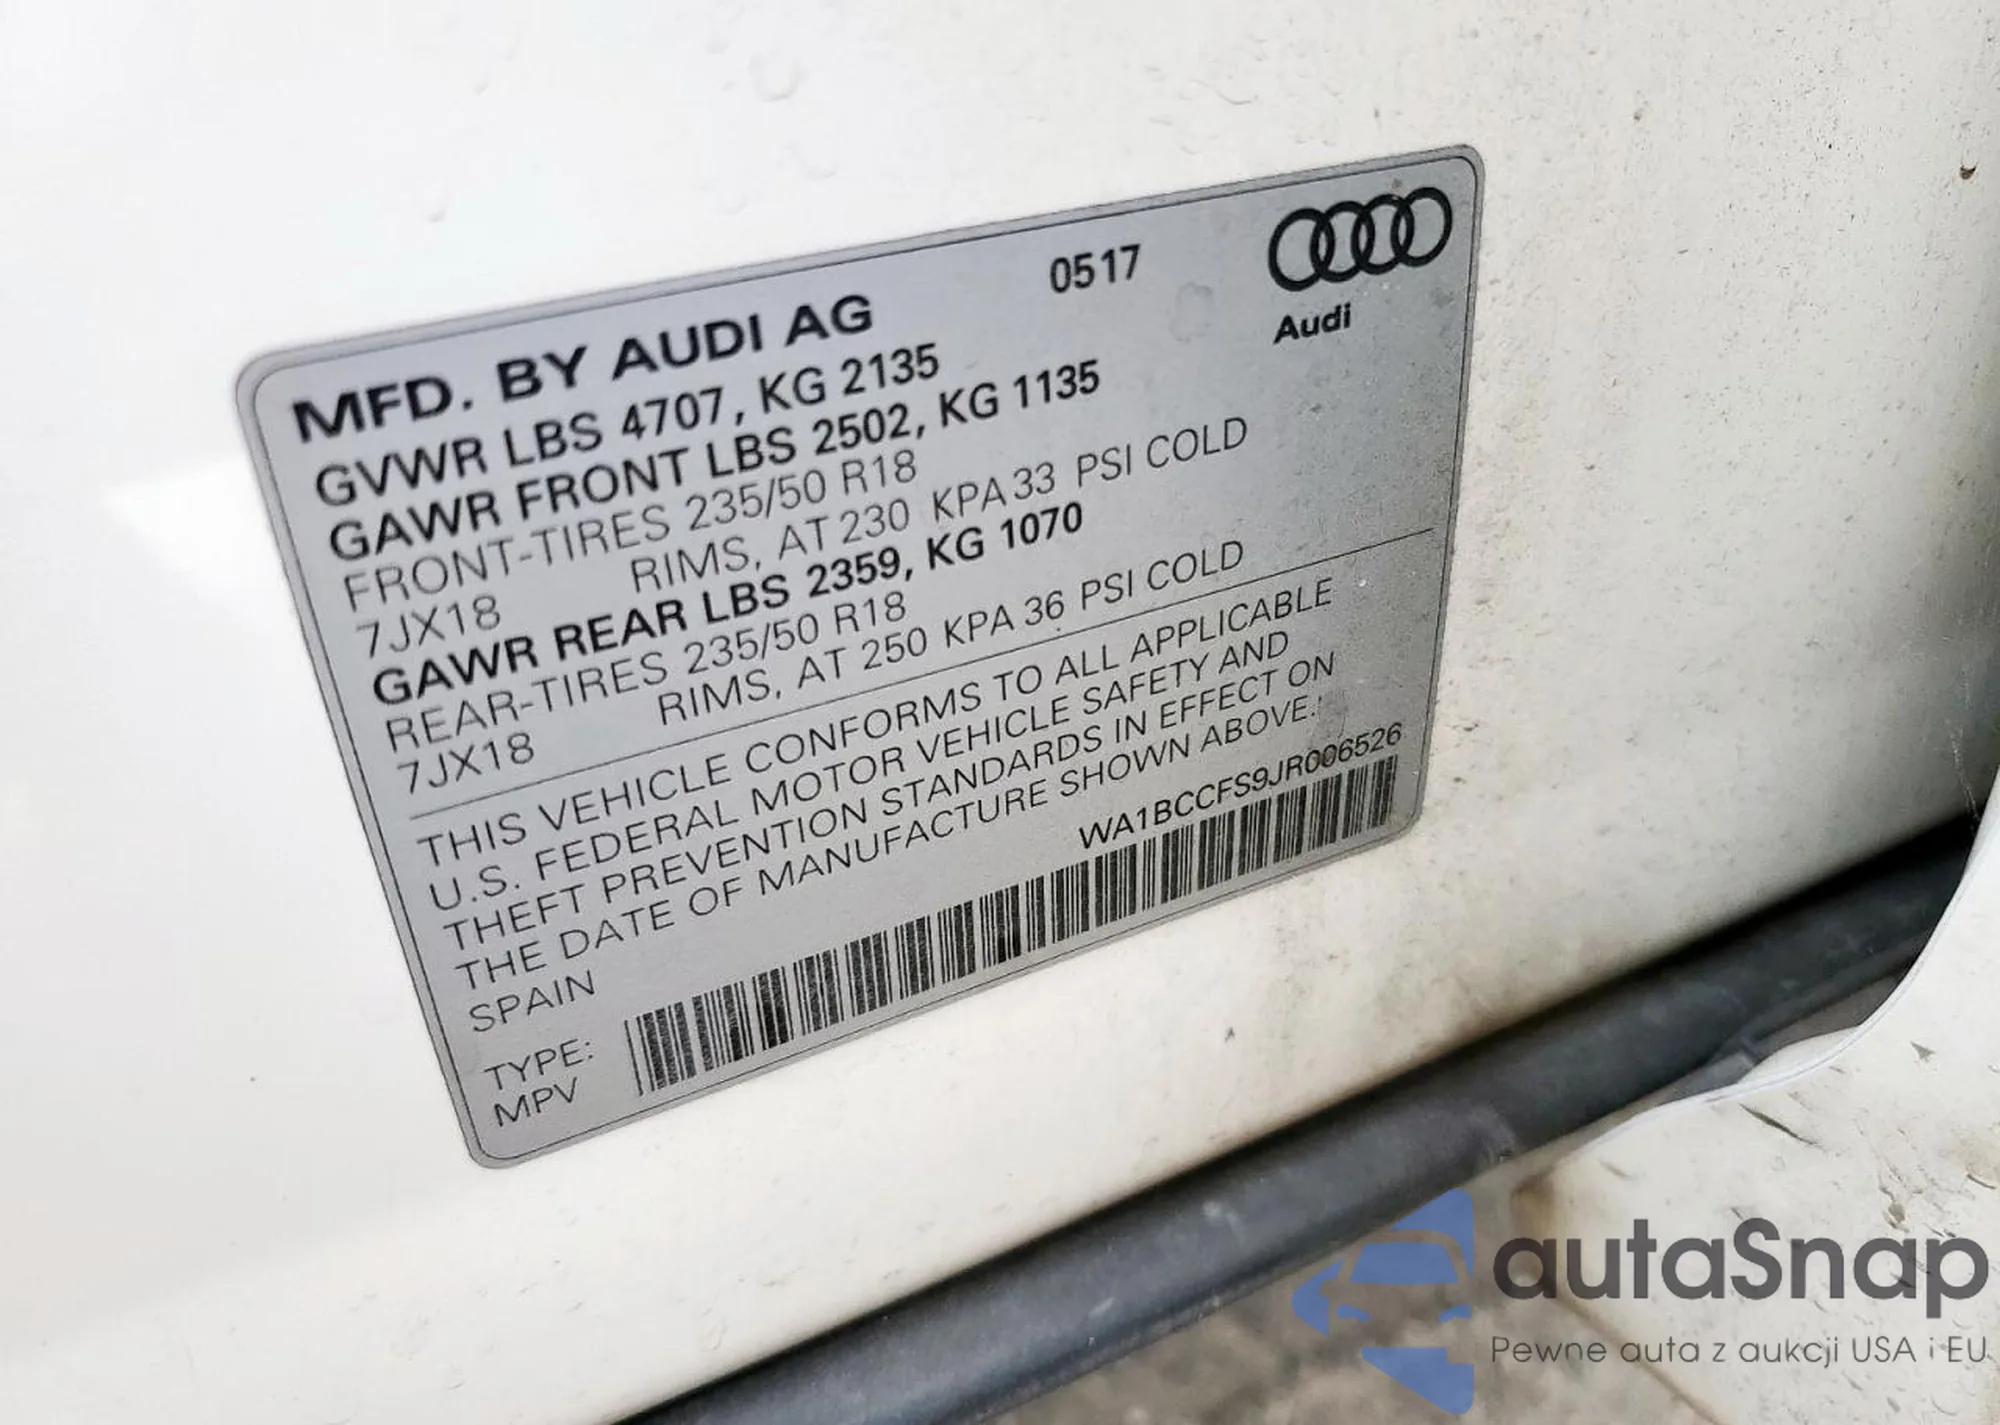 MFD. BY AUDI AG 0517
Audi
GVWR LBS 4707, KG 2135
GAWR FRONT LBS 2502, KG 1135
FRONT-TIRES 235/50 R18
7JX18 RIMS, AT 230 KPA 33 PSI COLD
GAWR REAR LBS 2359, KG 1070
REAR-TIRES 235/50 R18
7JX18 RIMS, AT 250 KPA 36 PSI COLD
THIS VEHICLE CONFORMS TO ALL APPLICABLE
U.S. FEDERAL MOTOR VEHICLE SAFETY AND
THEFT PREVENTION STANDARDS IN EFFECT ON
THE DATE OF MANUFACTURE SHOWN ABOVE.
SPAIN WA1BCCFS9JR006526
TYPE:
MPV
autaSnap
Pewne auta z aukcji USA i EU